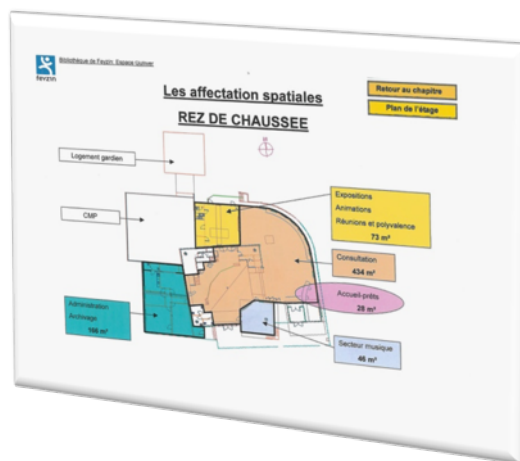 Bibliothèque de Feyzin Espace Quinier
feyzin
Les affectation spatiales
REZ DE CHAUSSEE
Retour au chapitre
Plan de l'étage
N
Logement gardien
CMP
Expositions
Animations
Réunions et polyvalence
73 m²
Consultation
434 m²
Accueil-prêts
28 m²
Administration
Archivage
166 m²
Secteur musique
46 m²